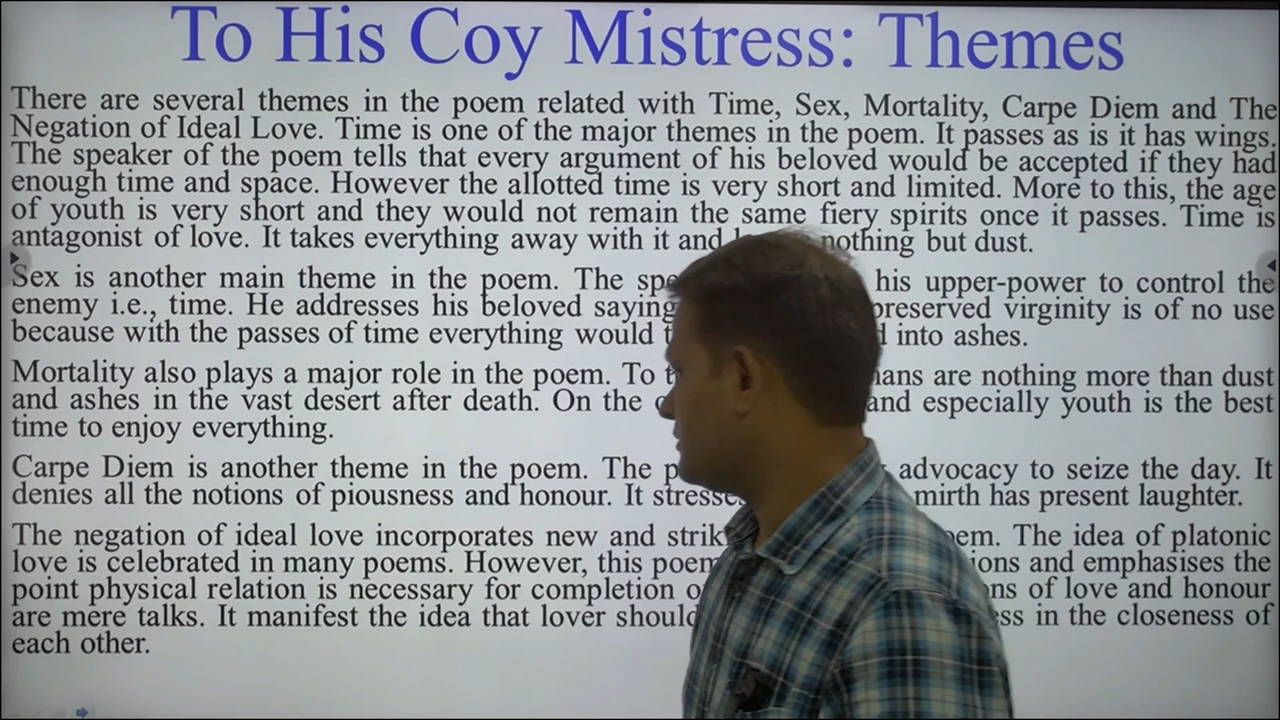 To His Coy Mistress: Themes
There are several themes in the poem related with Time, Sex, Mortality, Carpe Diem and The
Negation of Ideal Love. Time is one of the major themes in the poem. It passes as is it has wings.
The speaker of the poem tells that every argument of his beloved would be accepted if they had
enough time and space. However the allotted time is very short and limited. More to this, the age
of youth is very short and they would not remain the same fiery spirits once it passes. Time is
antagonist of love. It takes everything away with it and nothing but dust.
Sex is another main theme in the poem. The his upper-power to control the
enemy i.e., time. He addresses his beloved saying preserved virginity is of no use
because with the passes of time everything would into ashes.
Mortality also plays a major role in the poem. To are nothing more than dust
and ashes in the vast desert after death. On the and especially youth is the best
time to enjoy everything.
Carpe Diem is another theme in the poem. The advocacy to seize the day. It
denies all the notions of piousness and honour. It mirth has present laughter.
The negation of ideal love incorporates new and The idea of platonic
love is celebrated in many poems. However, this poem and emphasises the
point physical relation is necessary for completion of love and honour
are mere talks. It manifest the idea that lover should in the closeness of
each other.